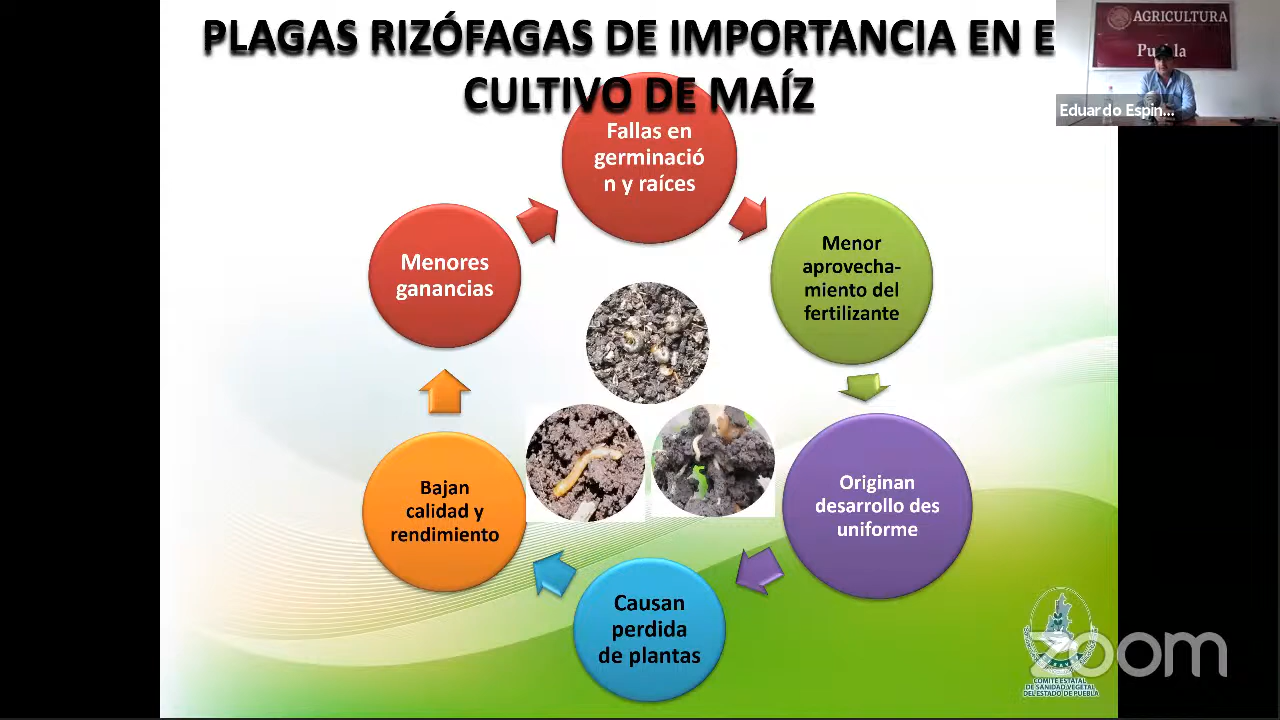 PLAGAS RIZÓFAGAS DE IMPORTANCIA EN E
CULTIVO DE MAÍZ
AGRICULTURA
Puebla
Eduardo Espin...
Fallas en
germinació
n y raíces
Menor
aprovecha-
miento del
fertilizante
Originan
desarrollo des
uniforme
Causan
perdida
de plantas
Bajan
calidad y
rendimiento
Menores
ganancias
zoom
COMITE ESTATAL
DE SANIDAD VEGETAL
DEL ESTADO DE PUEBLA